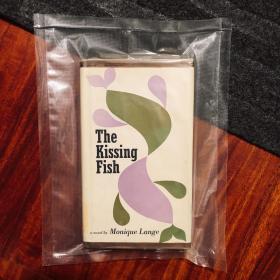 The
Kissing
Fish
a novel by Monique Lange